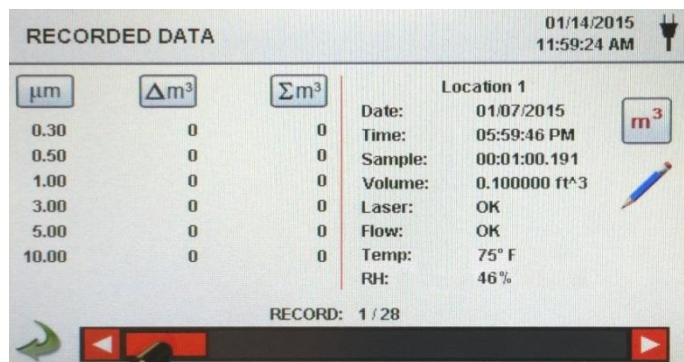 RECORDED DATA
01/14/2015
11:59:24 AM
µm Δm³ Σm³
0.30 0 0
0.50 0 0
1.00 0 0
3.00 0 0
5.00 0 0
10.00 0 0
Location 1
Date: 01/07/2015
Time: 05:59:46 PM
Sample: 00:01:00.191
Volume: 0.100000 ft^3
Laser: OK
Flow: OK
Temp: 75° F
RH: 46%
m³
RECORD: 1 / 28